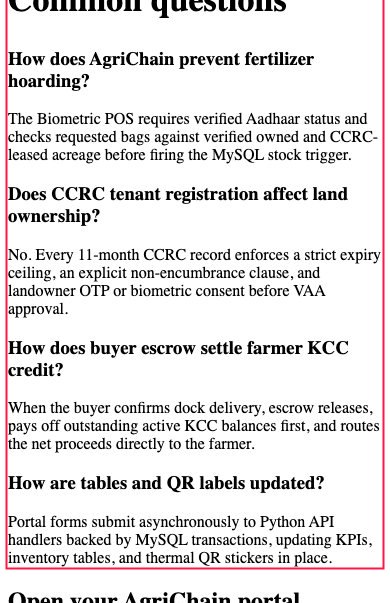 Common questions
How does AgriChain prevent fertilizer
hoarding?
The Biometric POS requires verified Aadhaar status and
checks requested bags against verified owned and CCRC-
leased acreage before firing the MySQL stock trigger.
Does CCRC tenant registration affect land
ownership?
No. Every 11-month CCRC record enforces a strict expiry
ceiling, an explicit non-encumbrance clause, and
landowner OTP or biometric consent before VAA
approval.
How does buyer escrow settle farmer KCC
credit?
When the buyer confirms dock delivery, escrow releases,
pays off outstanding active KCC balances first, and routes
the net proceeds directly to the farmer.
How are tables and QR labels updated?
Portal forms submit asynchronously to Python API
handlers backed by MySQL transactions, updating KPIs,
inventory tables, and thermal QR stickers in place.
Open your AgriChain portal